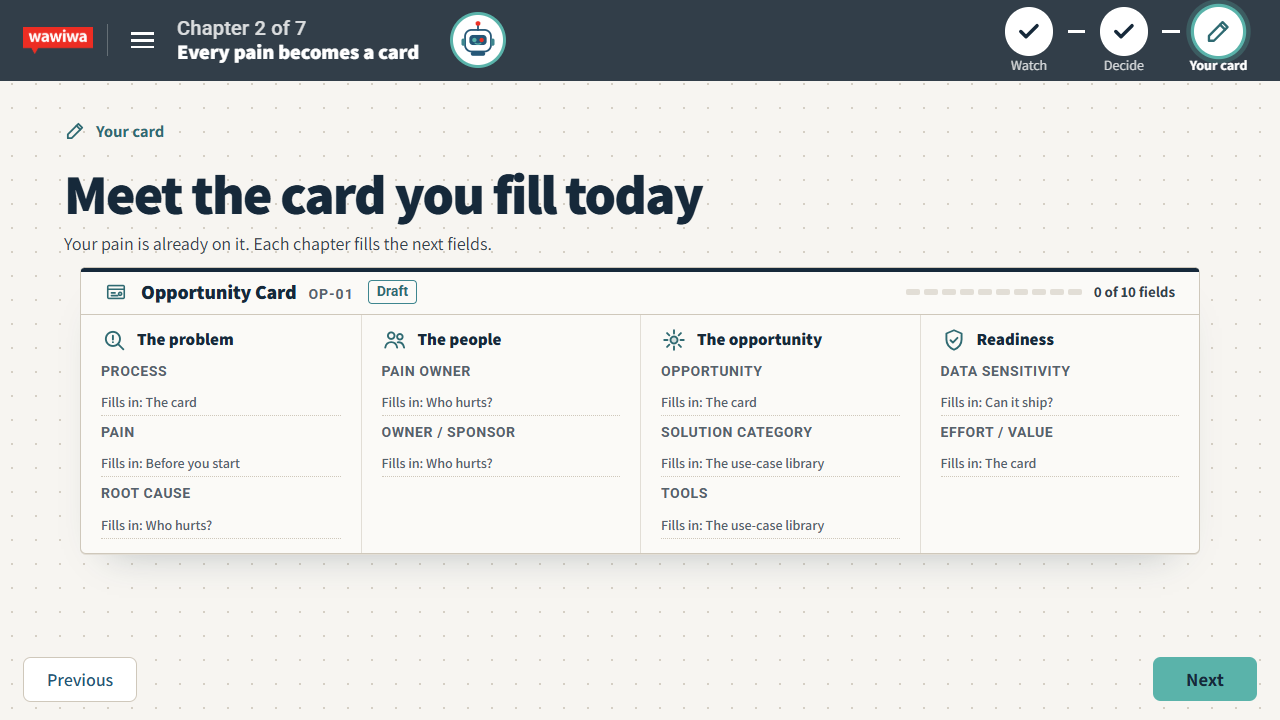 wawiwa
Chapter 2 of 7
Every pain becomes a card
Watch
Decide
Your card
Your card
Meet the card you fill today
Your pain is already on it. Each chapter fills the next fields.
Opportunity Card OP-01 Draft
0 of 10 fields
The problem
PROCESS
Fills in: The card
PAIN
Fills in: Before you start
ROOT CAUSE
Fills in: Who hurts?
The people
PAIN OWNER
Fills in: Who hurts?
OWNER / SPONSOR
Fills in: Who hurts?
The opportunity
OPPORTUNITY
Fills in: The card
SOLUTION CATEGORY
Fills in: The use-case library
TOOLS
Fills in: The use-case library
Readiness
DATA SENSITIVITY
Fills in: Can it ship?
EFFORT / VALUE
Fills in: The card
Previous
Next